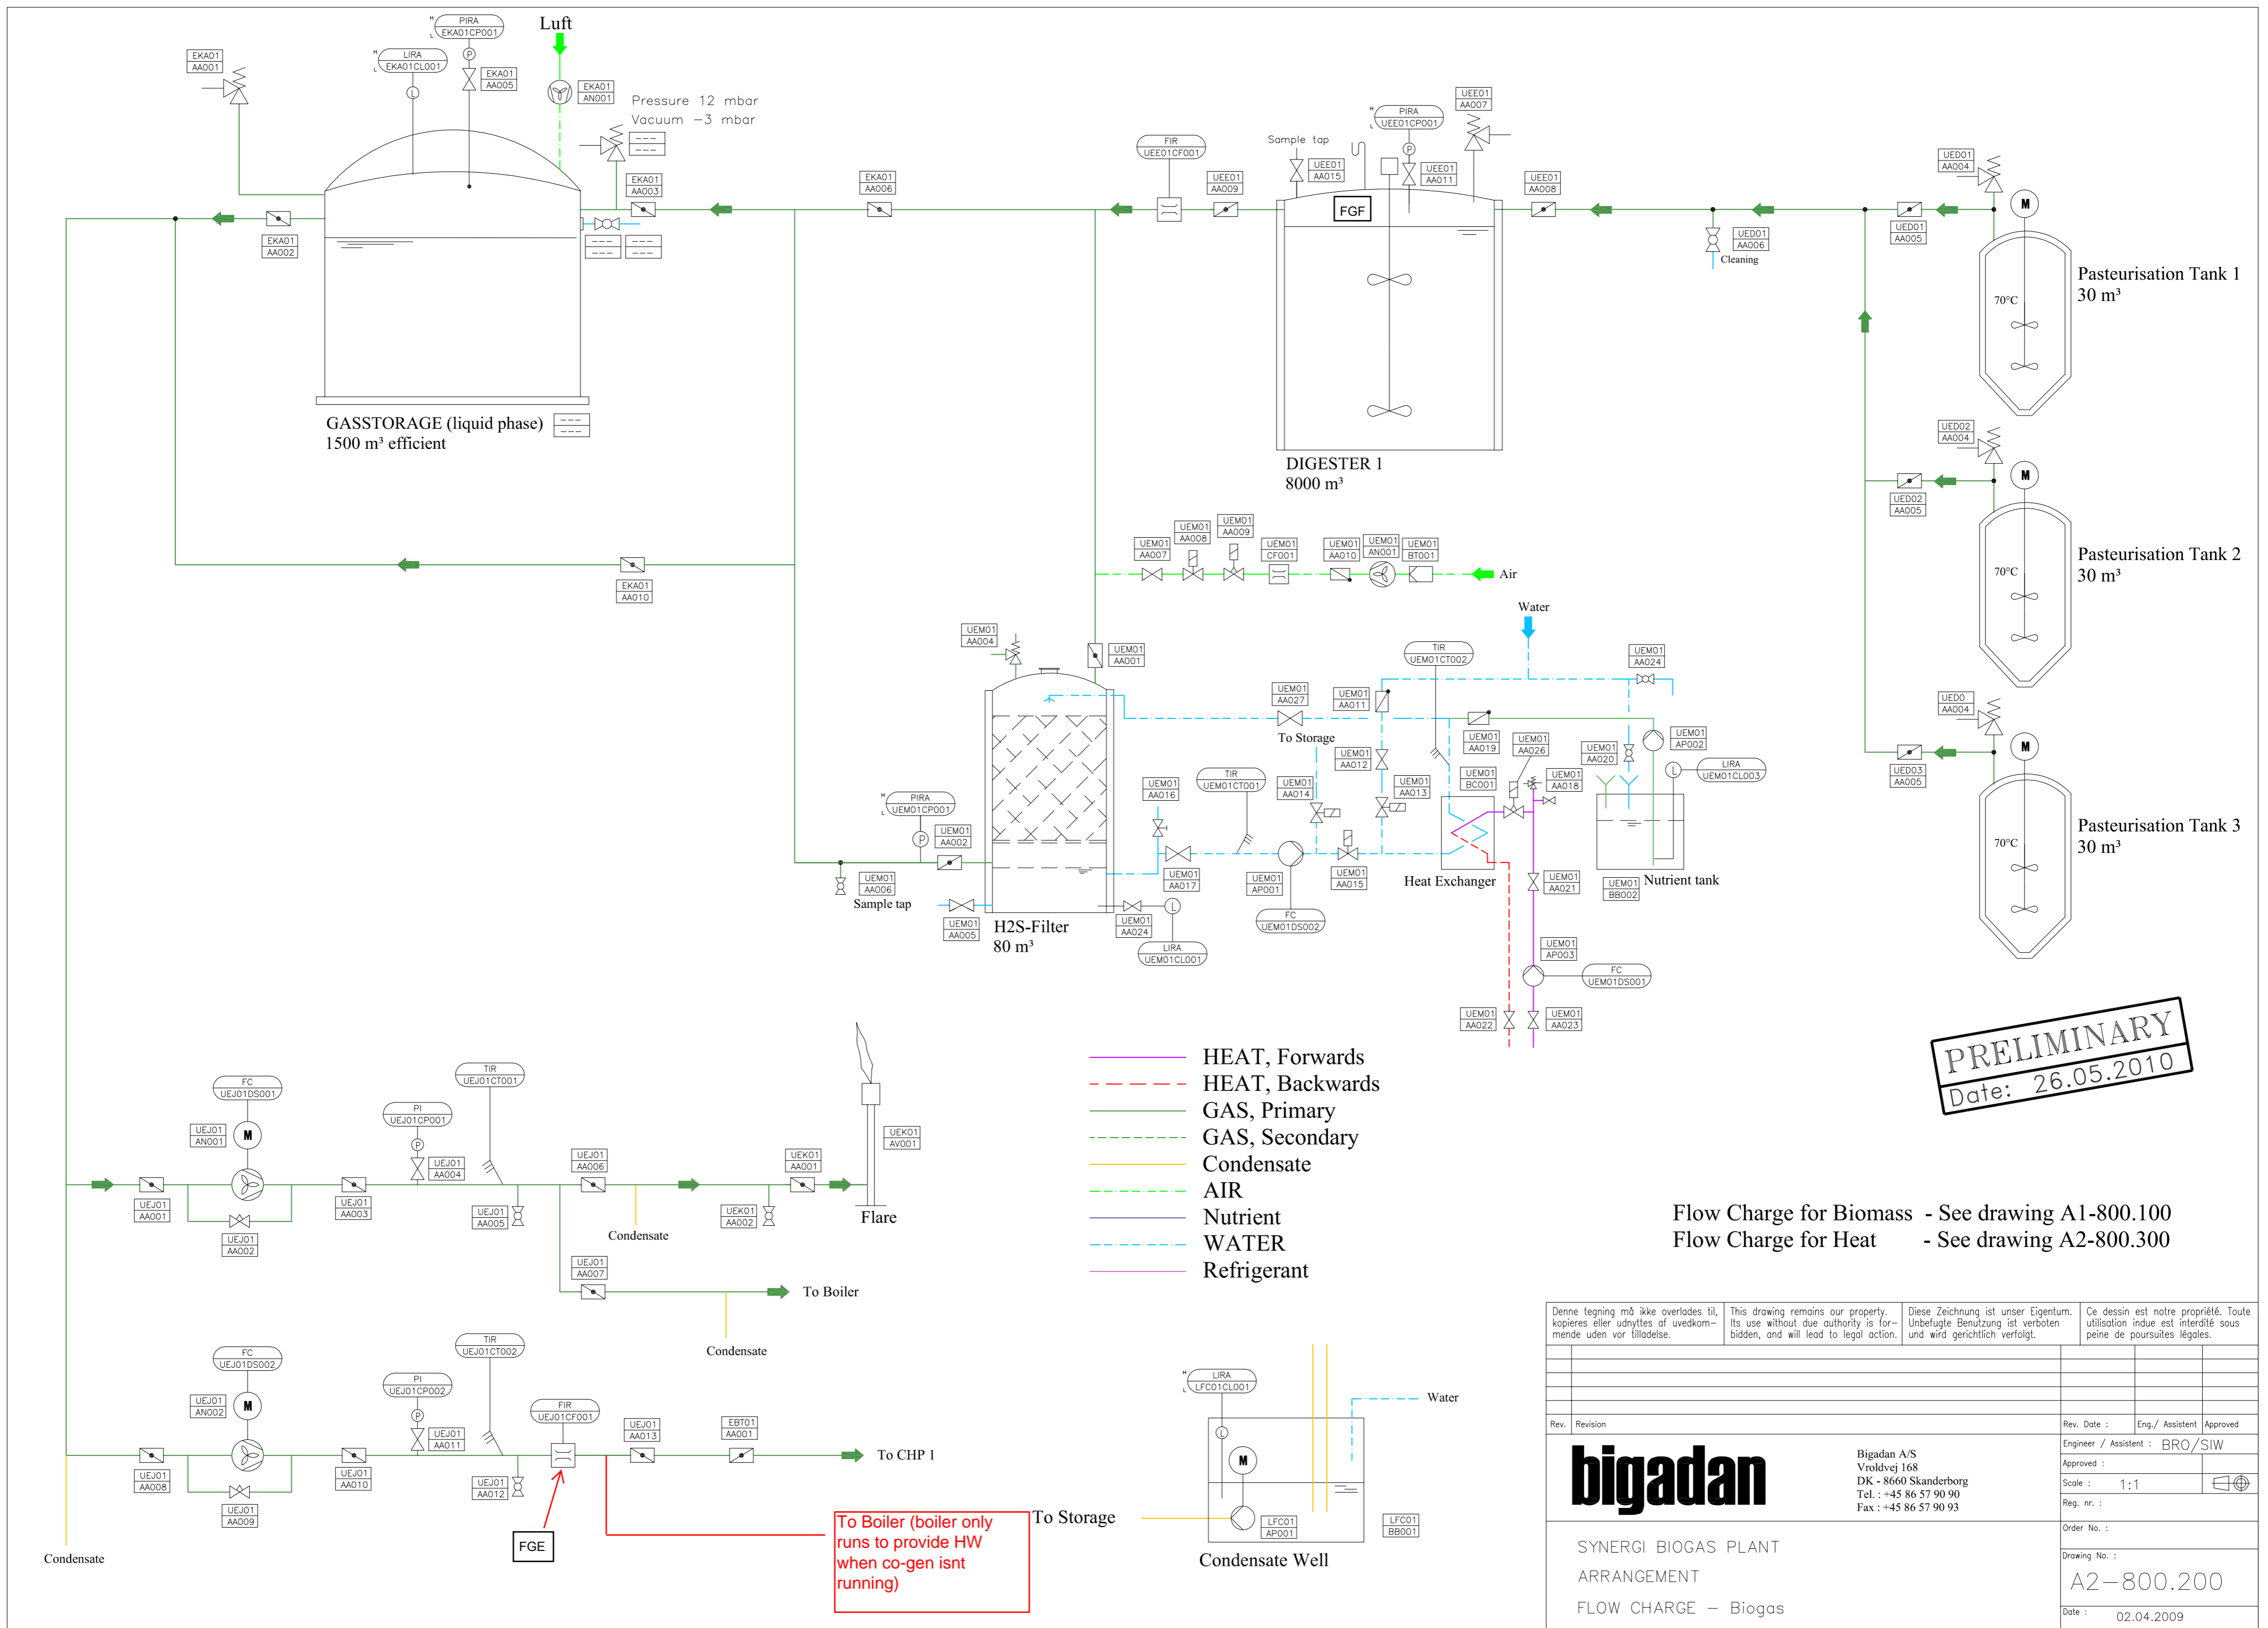 Luft
H
L
PIRA
EKA01CP001
H
L
LIRA
EKA01CL001
P
L
EKA01
AA001
EKA01
AA005
EKA01
AN001
Pressure 12 mbar
Vacuum -3 mbar
EKA01
AA003
EKA01
AA002
GASSTORAGE (liquid phase)
1500 m³ efficient
EKA01
AA006
EKA01
AA010
FIR
UEE01CF001
UEE01
AA009
Sample tap
UEE01
AA015
H
L
PIRA
UEE01CP001
P
UEE01
AA011
UEE01
AA007
UEE01
AA008
FGF
DIGESTER 1
8000 m³
UED01
AA006
Cleaning
UED01
AA004
UED01
AA005
M
70°C
Pasteurisation Tank 1
30 m³
UED02
AA004
UED02
AA005
M
70°C
Pasteurisation Tank 2
30 m³
UED0
AA004
UED03
AA005
M
70°C
Pasteurisation Tank 3
30 m³
UEM01
AA007
UEM01
AA008
UEM01
AA009
UEM01
CF001
UEM01
AA010
UEM01
AN001
UEM01
BT001
Air
Water
UEM01
AA004
UEM01
AA001
UEM01
AA027
To Storage
UEM01
AA011
TIR
UEM01CT002
UEM01
AA024
UEM01
AA019
UEM01
AA026
UEM01
AP002
UEM01
AA020
L
LIRA
UEM01CL003
UEM01
AA012
UEM01
AA013
UEM01
AA014
TIR
UEM01CT001
UEM01
AA016
UEM01
BC001
UEM01
AA018
H
L
PIRA
UEM01CP001
P
UEM01
AA002
UEM01
AA006
Sample tap
UEM01
AA005
H2S-Filter
80 m³
UEM01
AA017
UEM01
AA024
L
LIRA
UEM01CL001
UEM01
AP001
FC
UEM01DS002
UEM01
AA015
Heat Exchanger
UEM01
AA021
UEM01
BB002
Nutrient tank
UEM01
AP003
FC
UEM01DS001
UEM01
AA022
UEM01
AA023
PRELIMINARY
Date: 26.05.2010
HEAT, Forwards
HEAT, Backwards
GAS, Primary
GAS, Secondary
Condensate
AIR
Nutrient
WATER
Refrigerant
FC
UEJ01DS001
UEJ01
AN001
M
PI
UEJ01CP001
P
UEJ01
AA004
TIR
UEJ01CT001
UEJ01
AA001
UEJ01
AA002
UEJ01
AA003
UEJ01
AA005
UEJ01
AA006
Condensate
UEK01
AA001
UEK01
AA002
UEK01
AV001
Flare
UEJ01
AA007
To Boiler
Condensate
FC
UEJ01DS002
UEJ01
AN002
M
PI
UEJ01CP002
P
UEJ01
AA011
TIR
UEJ01CT002
FIR
UEJ01CF001
UEJ01
AA013
EBT01
AA001
To CHP 1
UEJ01
AA008
UEJ01
AA009
UEJ01
AA010
UEJ01
AA012
FGE
Condensate
To Boiler (boiler only
runs to provide HW
when co-gen isnt
running)
H
L
LIRA
LFC01CL001
L
M
Water
To Storage
LFC01
AP001
LFC01
BB001
Condensate Well
Flow Charge for Biomass - See drawing A1-800.100
Flow Charge for Heat - See drawing A2-800.300
Denne tegning må ikke overlades til,
kopieres eller udnyttes af uvedkom-
mende uden vor tilladelse.
This drawing remains our property.
Its use without due authority is for-
bidden, and will lead to legal action.
Diese Zeichnung ist unser Eigentum.
Unbefugte Benutzung ist verboten
und wird gerichtlich verfolgt.
Ce dessin est notre propriété. Toute
utilisation indue est interdité sous
peine de poursuites légales.
Rev. Revision Rev. Date : Eng./ Assistent Approved
bigadan
Bigadan A/S
Vroldvej 168
DK - 8660 Skanderborg
Tel. : +45 86 57 90 90
Fax : +45 86 57 90 93
Engineer / Assistent : BRO/SIW
Approved :
Scale : 1:1
Reg. nr. :
Order No. :
Drawing No. :
A2-800.200
Date : 02.04.2009
SYNERGI BIOGAS PLANT
ARRANGEMENT
FLOW CHARGE - Biogas